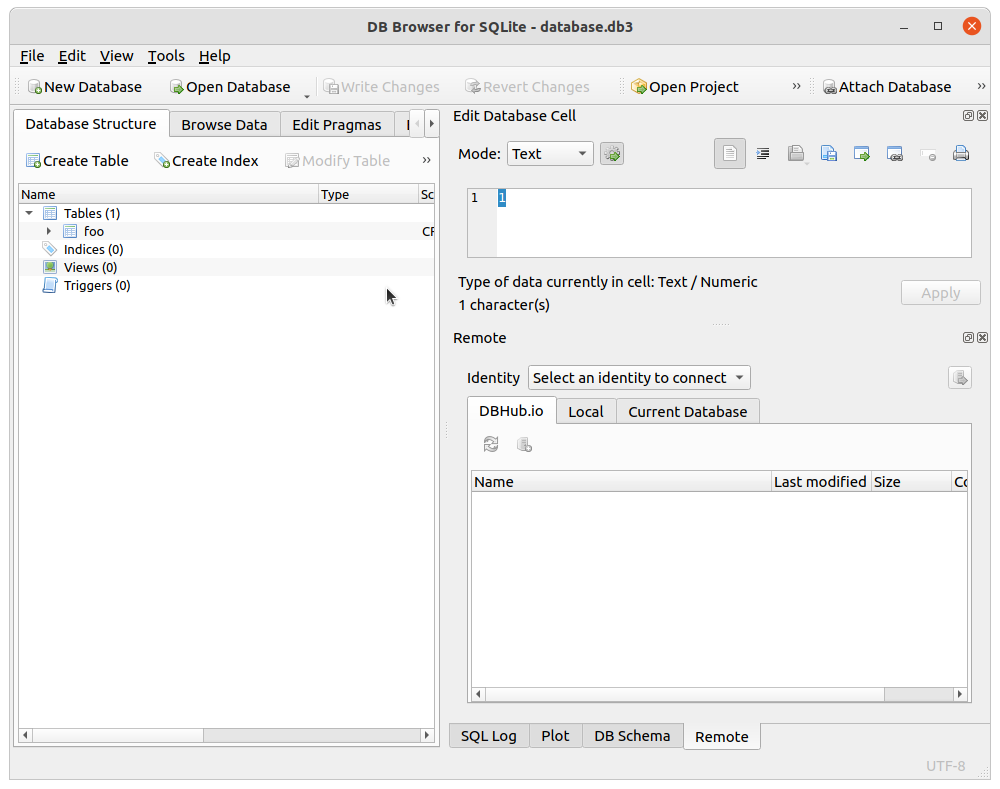 DB Browser for SQLite - database.db3
File Edit View Tools Help
New Database Open Database Write Changes Revert Changes Open Project » Attach Database »
Database Structure Browse Data Edit Pragmas
Create Table Create Index Modify Table »
Name Type Sc
Tables (1)
foo
Indices (0)
Views (0)
Triggers (0)
Edit Database Cell
Mode: Text
1 1
Type of data currently in cell: Text / Numeric
1 character(s)
Apply
Remote
Identity Select an identity to connect
DBHub.io Local Current Database
Name Last modified Size
SQL Log Plot DB Schema Remote
UTF-8